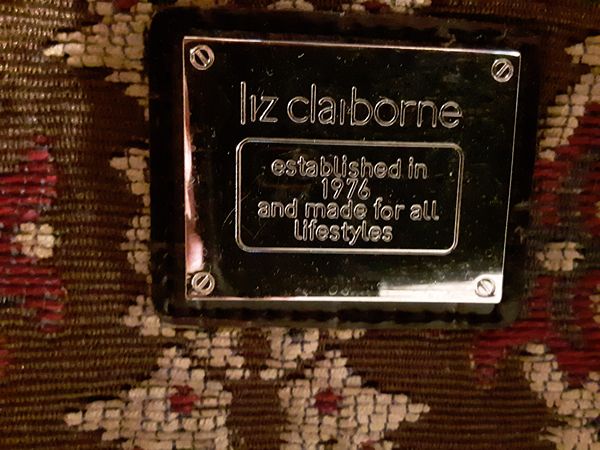 liz claiborne
established in
1976
and made for all
lifestyles